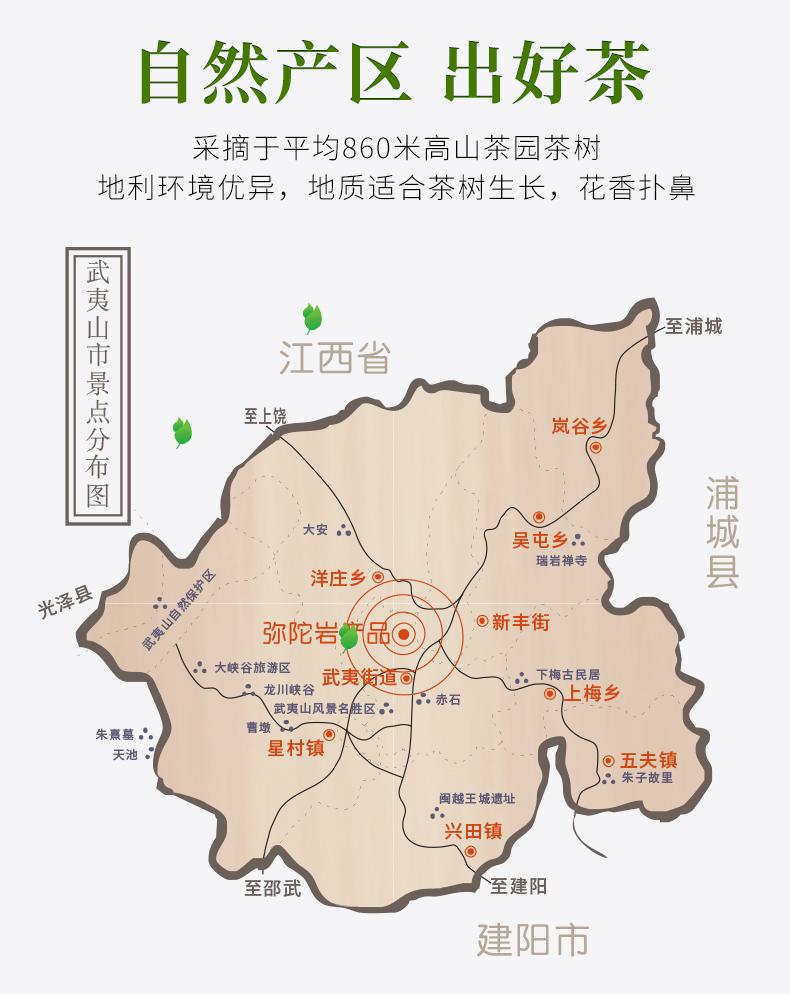 自然产区 出好茶
采摘于平均860米高山茶园茶树
地利环境优异，地质适合茶树生长，花香扑鼻
武夷山市景点分布图
江西省
至浦城
至上饶
岚谷乡
浦城县
吴屯乡
大安
瑞岩禅寺
洋庄乡
光泽县
武夷山自然保护区
新丰街
弥陀岩产品
大峡谷旅游区
武夷街道
下梅古民居
龙川峡谷
上梅乡
赤石
武夷山风景名胜区
曹墩
朱熹墓
星村镇
天池
五夫镇
朱子故里
闽越王城遗址
兴田镇
至邵武
至建阳
建阳市